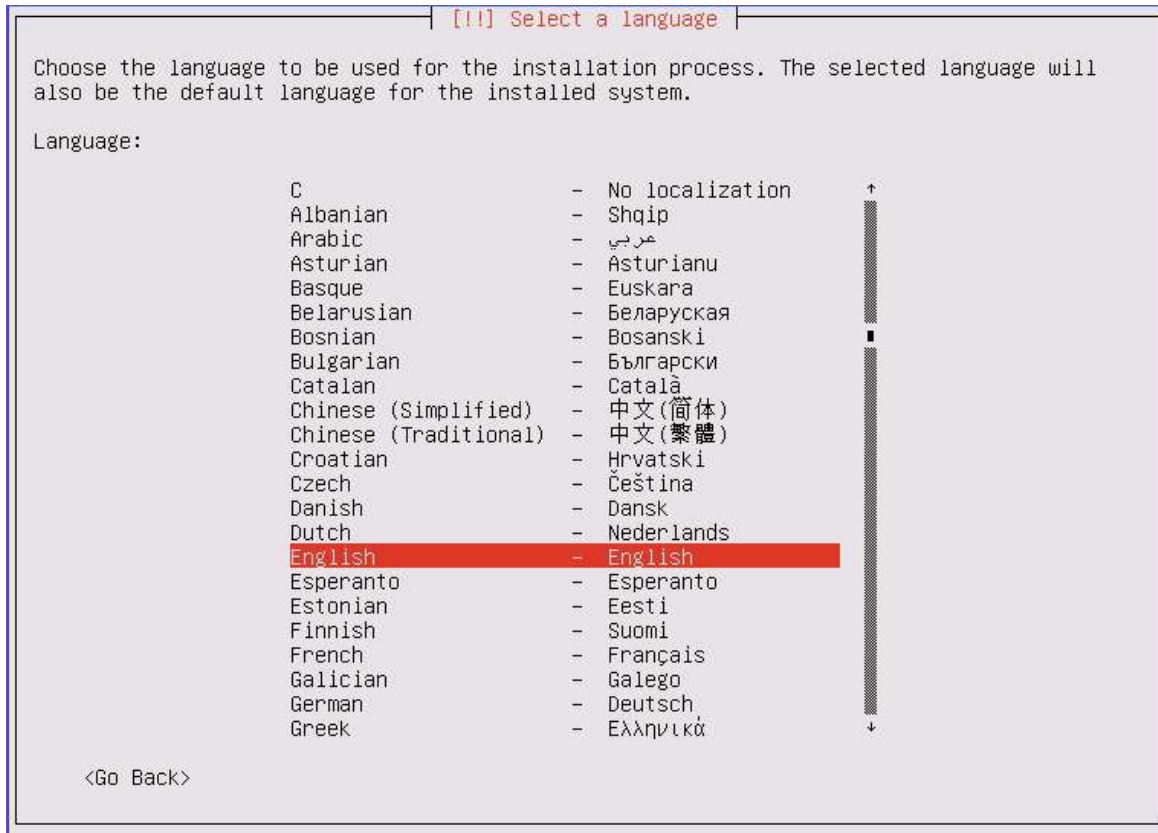 [!!] Select a language
Choose the language to be used for the installation process. The selected language will
also be the default language for the installed system.
Language:
C - No localization
Albanian - Shqip
Arabic - عربي
Asturian - Asturianu
Basque - Euskara
Belarusian - Беларуская
Bosnian - Bosanski
Bulgarian - Български
Catalan - Català
Chinese (Simplified) - 中文(简体)
Chinese (Traditional) - 中文(繁體)
Croatian - Hrvatski
Czech - Čeština
Danish - Dansk
Dutch - Nederlands
English - English
Esperanto - Esperanto
Estonian - Eesti
Finnish - Suomi
French - Français
Galician - Galego
German - Deutsch
Greek - Ελληνικά
<Go Back>